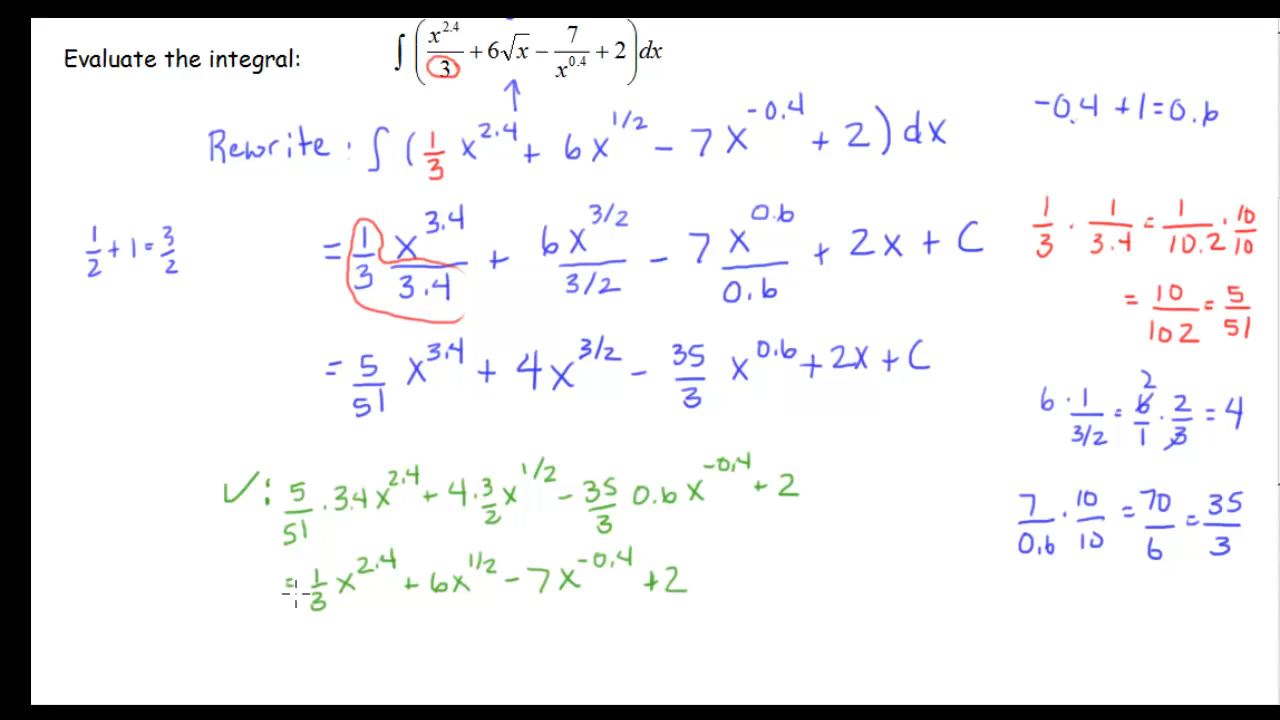 Evaluate the integral: ∫ (x^2.4/3 + 6√x − 7/x^0.4 + 2) dx
Rewrite: ∫ (1/3 x^2.4 + 6x^1/2 − 7x^-0.4 + 2) dx
-0.4 + 1 = 0.6
1/2 + 1 = 3/2
= 1/3 x^3.4/3.4 + 6x^3/2/3/2 − 7 x^0.6/0.6 + 2x + C
1/3 · 1/3.4 = 1/10.2 · 10/10
= 10/102 = 5/51
= 5/51 x^3.4 + 4x^3/2 − 35/3 x^0.6 + 2x + C
6 · 1/3/2 = 6/1 · 2/3 = 4
2
✓: 5/51 · 3.4x^2.4 + 4 · 3/2 x^1/2 − 35/3 0.6x^-0.4 + 2
7/0.6 · 10/10 = 70/6 = 35/3
= 1/3 x^2.4 + 6x^1/2 − 7x^-0.4 + 2